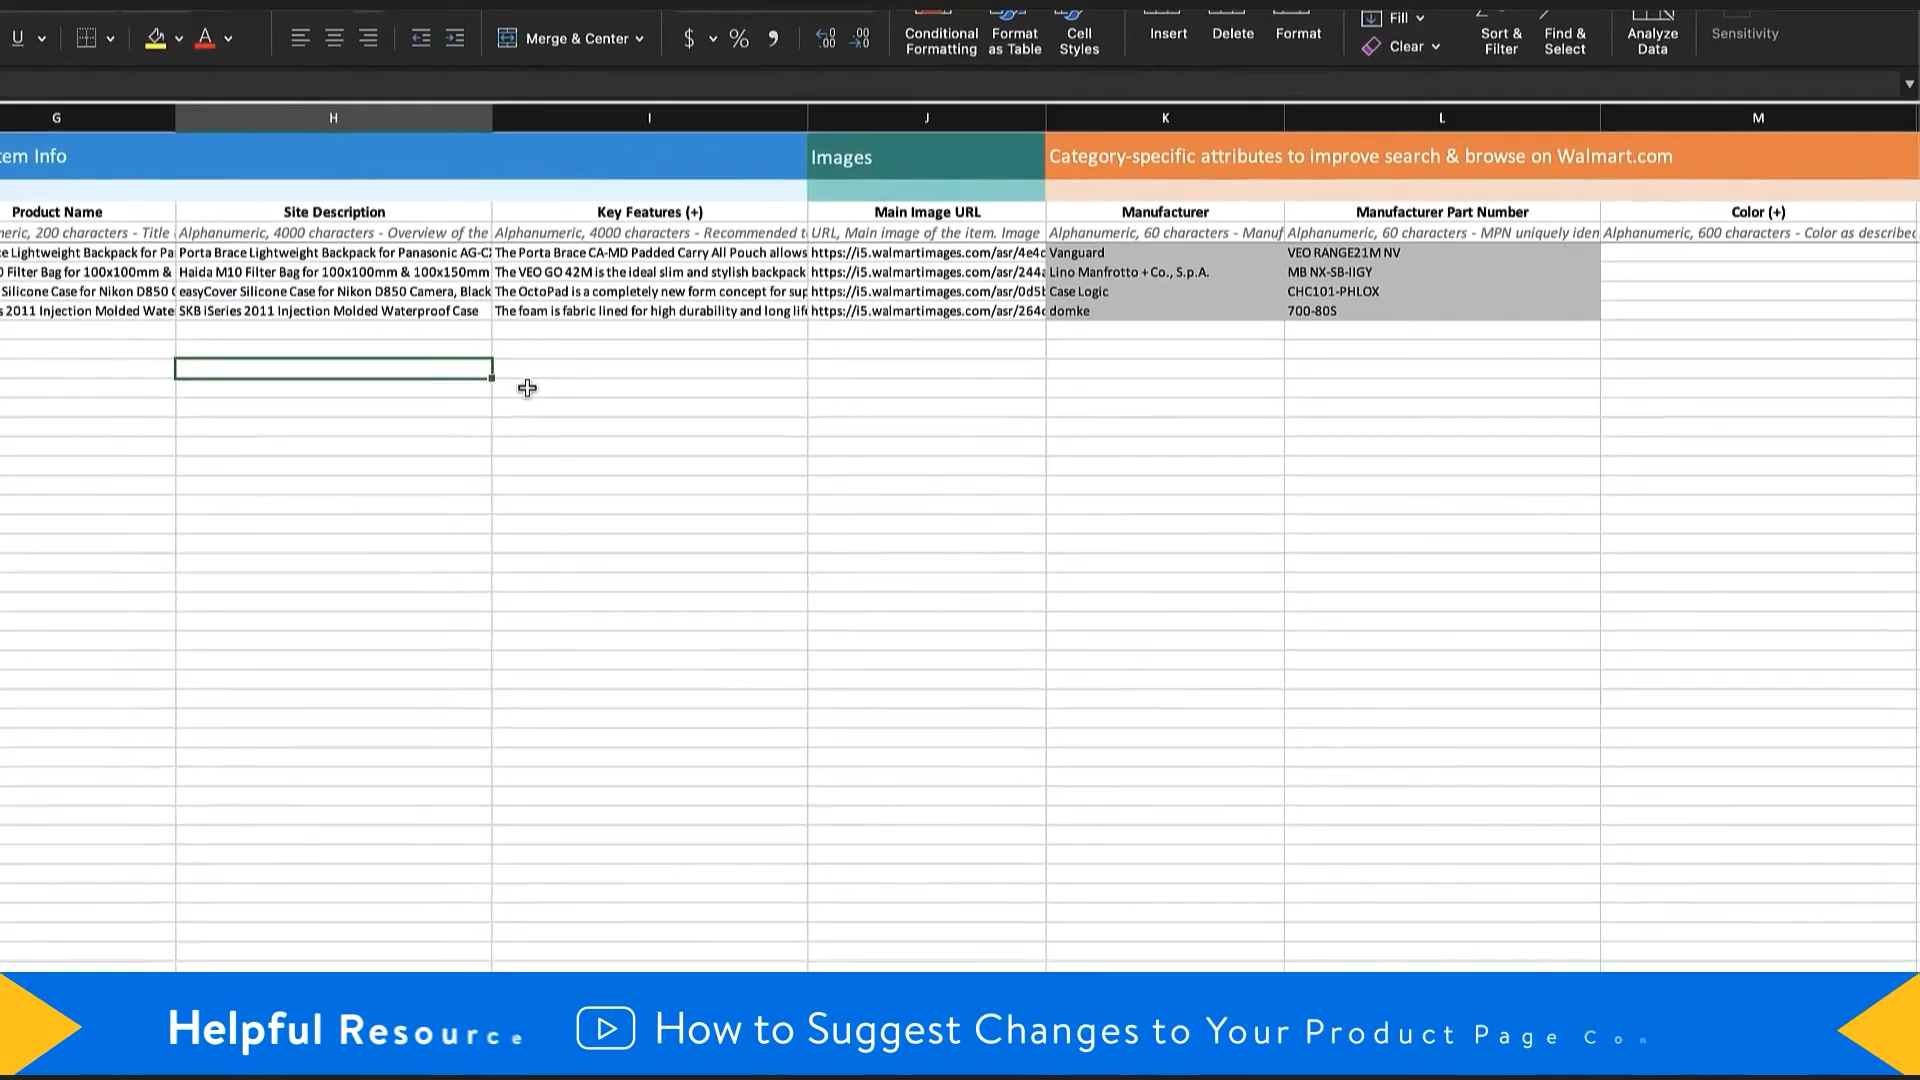 U $ % , Merge & Center Conditional Formatting Format as Table Cell Styles Insert Delete Format Fill Clear Sort & Filter Find & Select Analyze Data Sensitivity
G H I J K L M
Info Images Category-specific attributes to improve search & browse on Walmart.com
Product Name Site Description Key Features (+) Main Image URL Manufacturer Manufacturer Part Number Color (+)
200 characters - Title Alphanumeric, 4000 characters - Overview of the Alphanumeric, 4000 characters - Recommended URL, Main image of the item. Image Alphanumeric, 60 characters - Manuf Alphanumeric, 60 characters - MPN uniquely iden Alphanumeric, 600 characters - Color as described
Lightweight Backpack for Pa Porta Brace Lightweight Backpack for Panasonic AG-C The Porta Brace CA-MD Padded Carry All Pouch allows https://i5.walmartimages.com/asr/4e4c Vanguard VEO RANGE21M NV
Filter Bag for 100x100mm & Haida M10 Filter Bag for 100x100mm & 100x150mm The VEO GO 42M is the ideal slim and stylish backpack https://i5.walmartimages.com/asr/244a Lino Manfrotto + Co., S.p.A. MB NX-SB-IIGY
Silicone Case for Nikon D850 easyCover Silicone Case for Nikon D850 Camera, Black The OctoPad is a completely new form concept for sup https://i5.walmartimages.com/asr/0d5b Case Logic CHC101-PHLOX
2011 Injection Molded Wate SKB iSeries 2011 Injection Molded Waterproof Case The foam is fabric lined for high durability and long life https://i5.walmartimages.com/asr/264c domke 700-80S
Helpful Resource How to Suggest Changes to Your Product Page Con